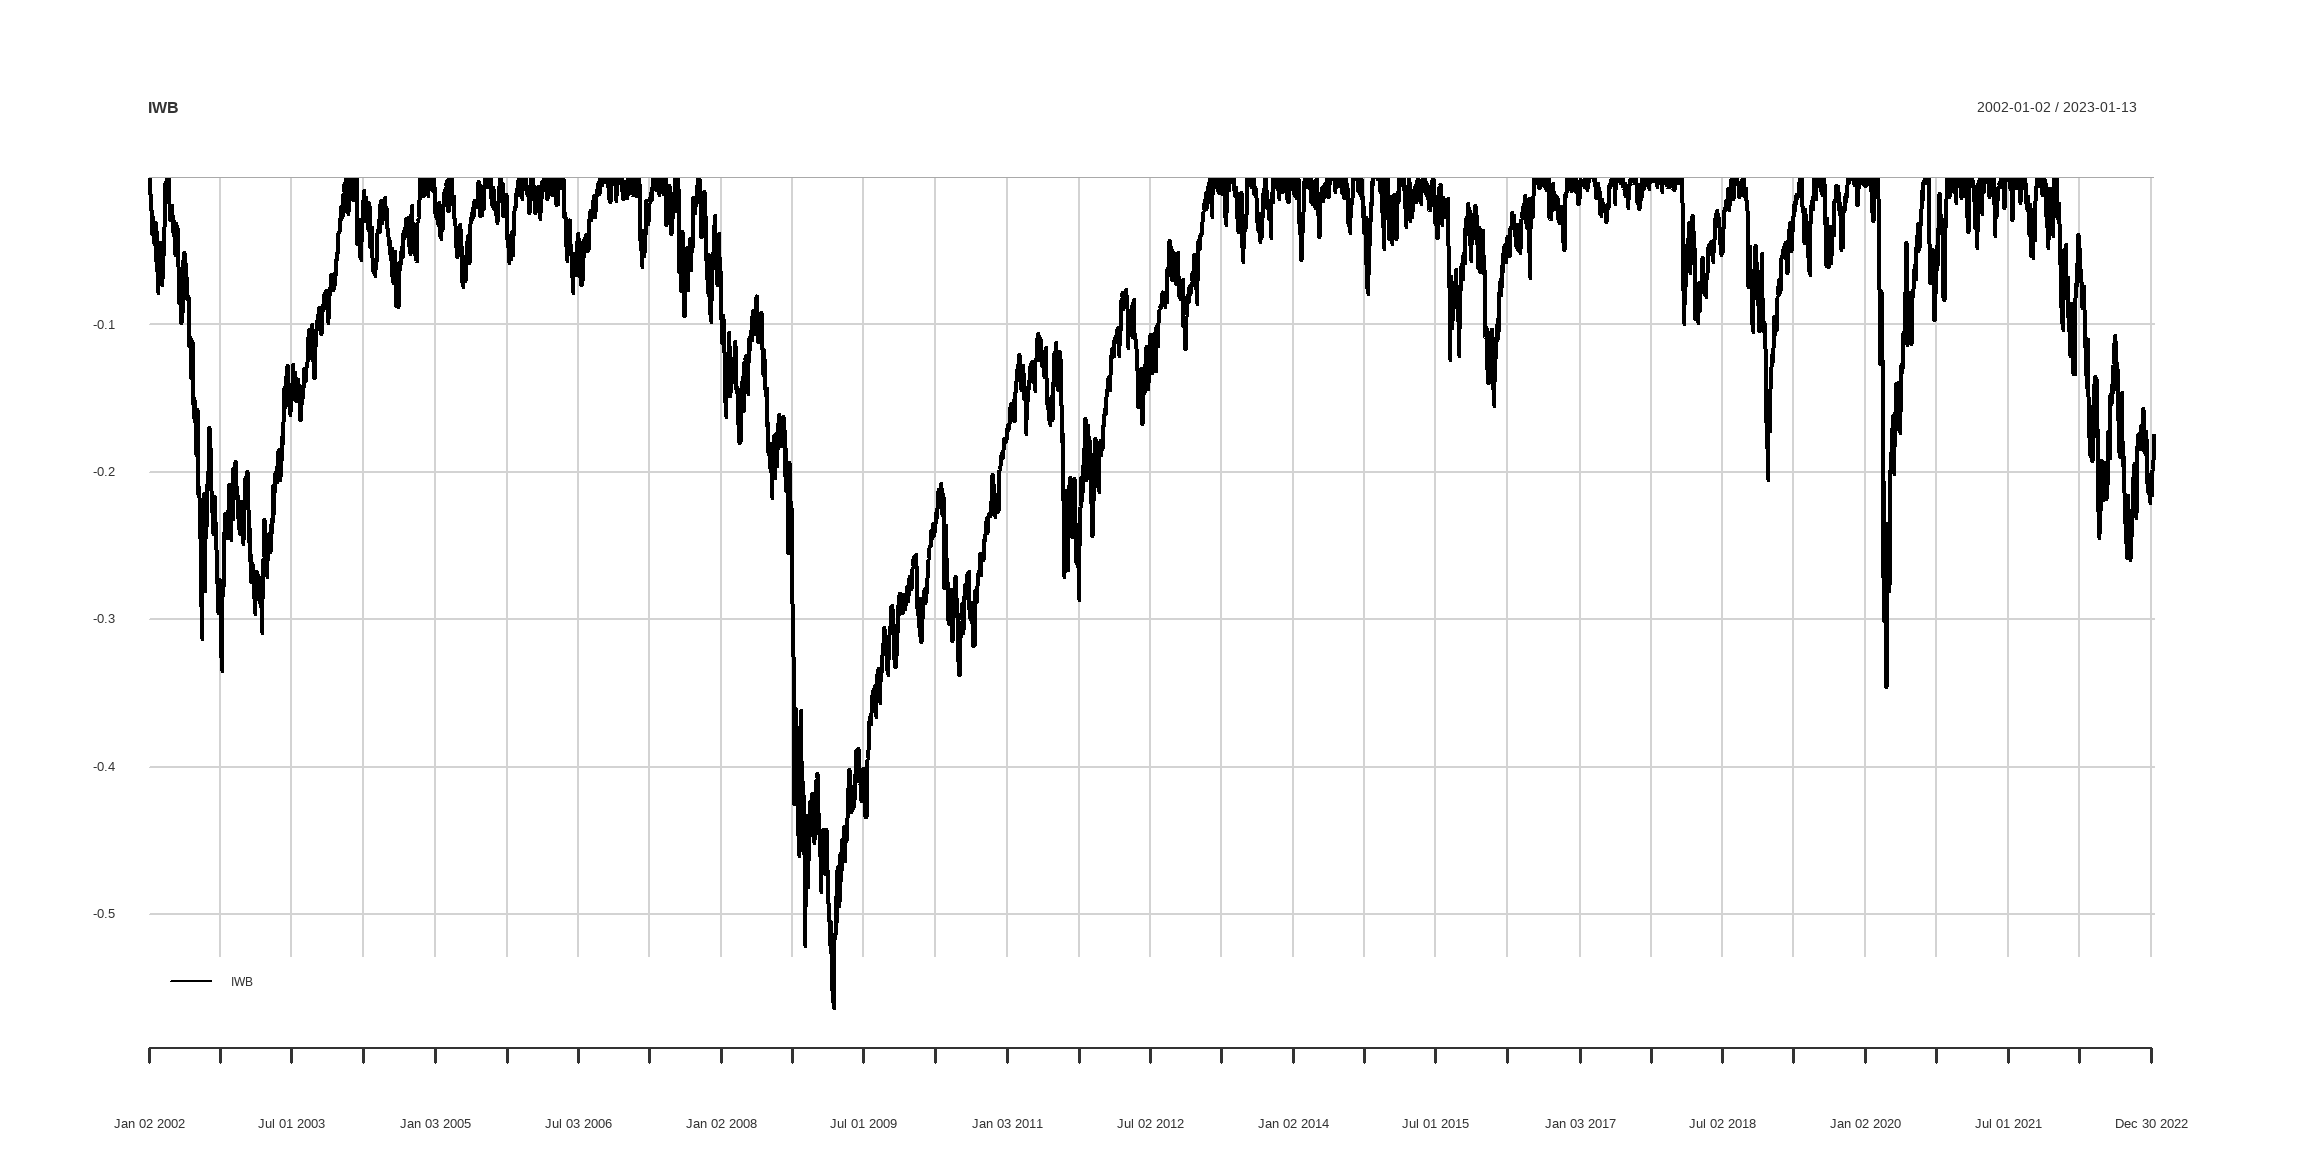 IWB
2002-01-02 / 2023-01-13
-0.1
-0.2
-0.3
-0.4
-0.5
IWB
Jan 02 2002
Jul 01 2003
Jan 03 2005
Jul 03 2006
Jan 02 2008
Jul 01 2009
Jan 03 2011
Jul 02 2012
Jan 02 2014
Jul 01 2015
Jan 03 2017
Jul 02 2018
Jan 02 2020
Jul 01 2021
Dec 30 2022